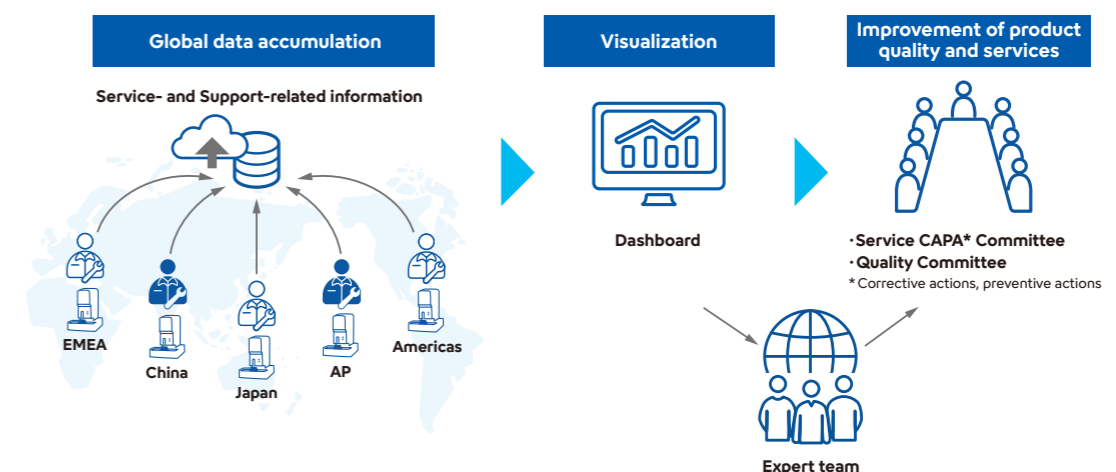 Global data accumulation
Service- and Support-related information
EMEA
China
Japan
AP
Americas
Visualization
Dashboard
Improvement of product
quality and services
·Service CAPA* Committee
·Quality Committee
* Corrective actions, preventive actions
Expert team